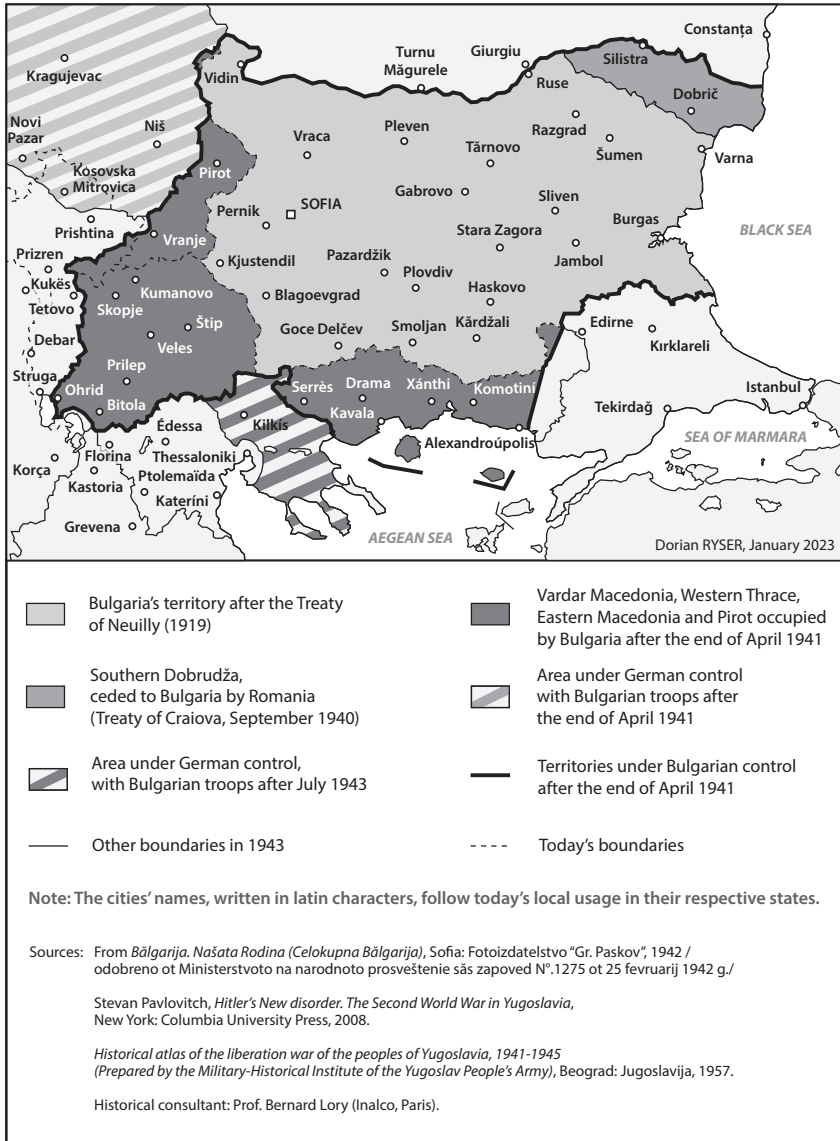 Constanța
Turnu
Măgurele
Giurgiu
Silistra
Kragujevac
Vidin
Ruse
Dobrič
Novi
Pazar
Niš
Vraca
Pleven
Razgrad
Tărnovo
Šumen
Varna
Kosovska
Mitrovica
Pirot
Gabrovo
Sliven
Pernik
SOFIA
Burgas
Prishtina
Vranje
Stara Zagora
BLACK SEA
Prizren
Kjustendil
Pazardžik
Plovdiv
Jambol
Kukës
Kumanovo
Blagoevgrad
Haskovo
Tetovo
Skopje
Štip
Goce Delčev
Smoljan
Kărdžali
Edirne
Kırklareli
Debar
Veles
Prilep
Struga
Ohrid
Serrès
Drama
Xánthi
Komotiní
Istanbul
Bitola
Kilkís
Kavala
Tekirdağ
Édessa
Alexandroúpolis
SEA OF MARMARA
Korça
Flórina
Thessaloniki
Kastoria
Ptolemaïda
Kateríni
Grevena
AEGEAN SEA
Dorian RYSER, January 2023
Bulgaria’s territory after the Treaty
of Neuilly (1919)
Vardar Macedonia, Western Thrace,
Eastern Macedonia and Pirot occupied
by Bulgaria after the end of April 1941
Southern Dobrudža,
ceded to Bulgaria by Romania
(Treaty of Craiova, September 1940)
Area under German control
with Bulgarian troops after
the end of April 1941
Area under German control,
with Bulgarian troops after July 1943
Territories under Bulgarian control
after the end of April 1941
Other boundaries in 1943
Today’s boundaries
Note: The cities’ names, written in latin characters, follow today’s local usage in their respective states.
Sources: From Bălgarija. Našata Rodina (Celokupna Bălgarija), Sofia: Fotoizdatelstvo “Gr. Paskov”, 1942 /
odobreno ot Ministerstvoto na narodnoto prosveštenie săs zapoved N°.1275 ot 25 fevruarij 1942 g./
Stevan Pavlovitch, Hitler’s New disorder. The Second World War in Yugoslavia,
New York: Columbia University Press, 2008.
Historical atlas of the liberation war of the peoples of Yugoslavia, 1941-1945
(Prepared by the Military-Historical Institute of the Yugoslav People’s Army), Beograd: Jugoslavija, 1957.
Historical consultant: Prof. Bernard Lory (Inalco, Paris).